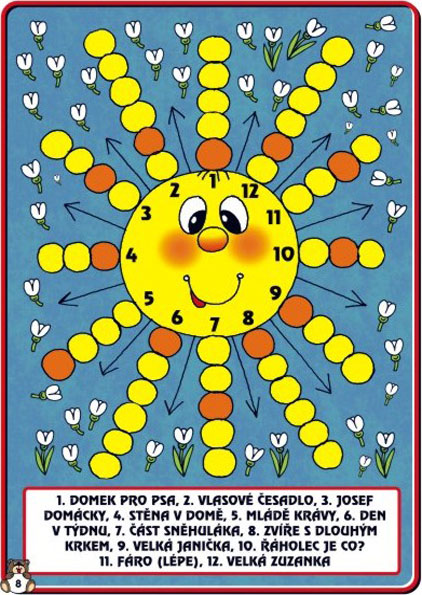 8
1
2
12
3
11
4
10
5
9
6
8
7
1. DOMEK PRO PSA, 2. VLASOVÉ ČESADLO, 3. JOSEF
DOMÁCKY, 4. STĚNA V DOMĚ, 5. MLÁDĚ KRÁVY, 6. DEN
V TÝDNU, 7. ČÁST SNĚHULÁKA, 8. ZVÍŘE S DLOUHÝM
KRKEM, 9. VELKÁ JANIČKA, 10. ŘÁHOLEC JE CO?
11. FÁRO (LÉPE), 12. VELKÁ ZUZANKA
8